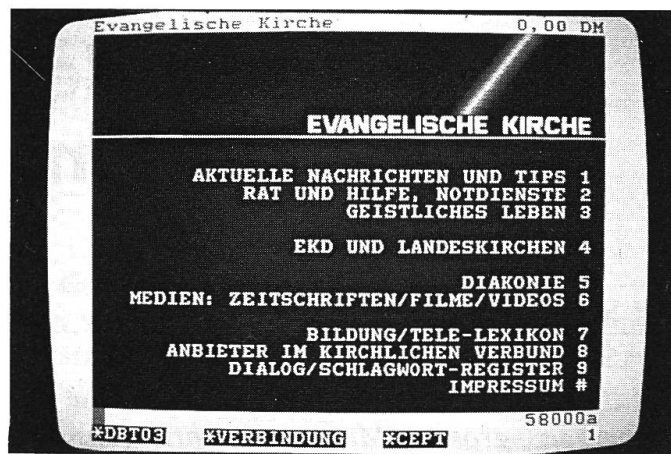 Evangelische Kirche 0,00 DM
EVANGELISCHE KIRCHE
AKTUELLE NACHRICHTEN UND TIPS 1
RAT UND HILFE, NOTDIENSTE 2
GEISTLICHES LEBEN 3
EKD UND LANDESKIRCHEN 4
DIAKONIE 5
MEDIEN: ZEITSCHRIFTEN/FILME/VIDEOS 6
BILDUNG/TELE-LEXIKON 7
ANBIETER IM KIRCHLICHEN VERBUND 8
DIALOG/SCHLAGWORT-REGISTER 9
IMPRESSUM #
58000a
*DBT03 *VERBINDUNG *CEPT 1